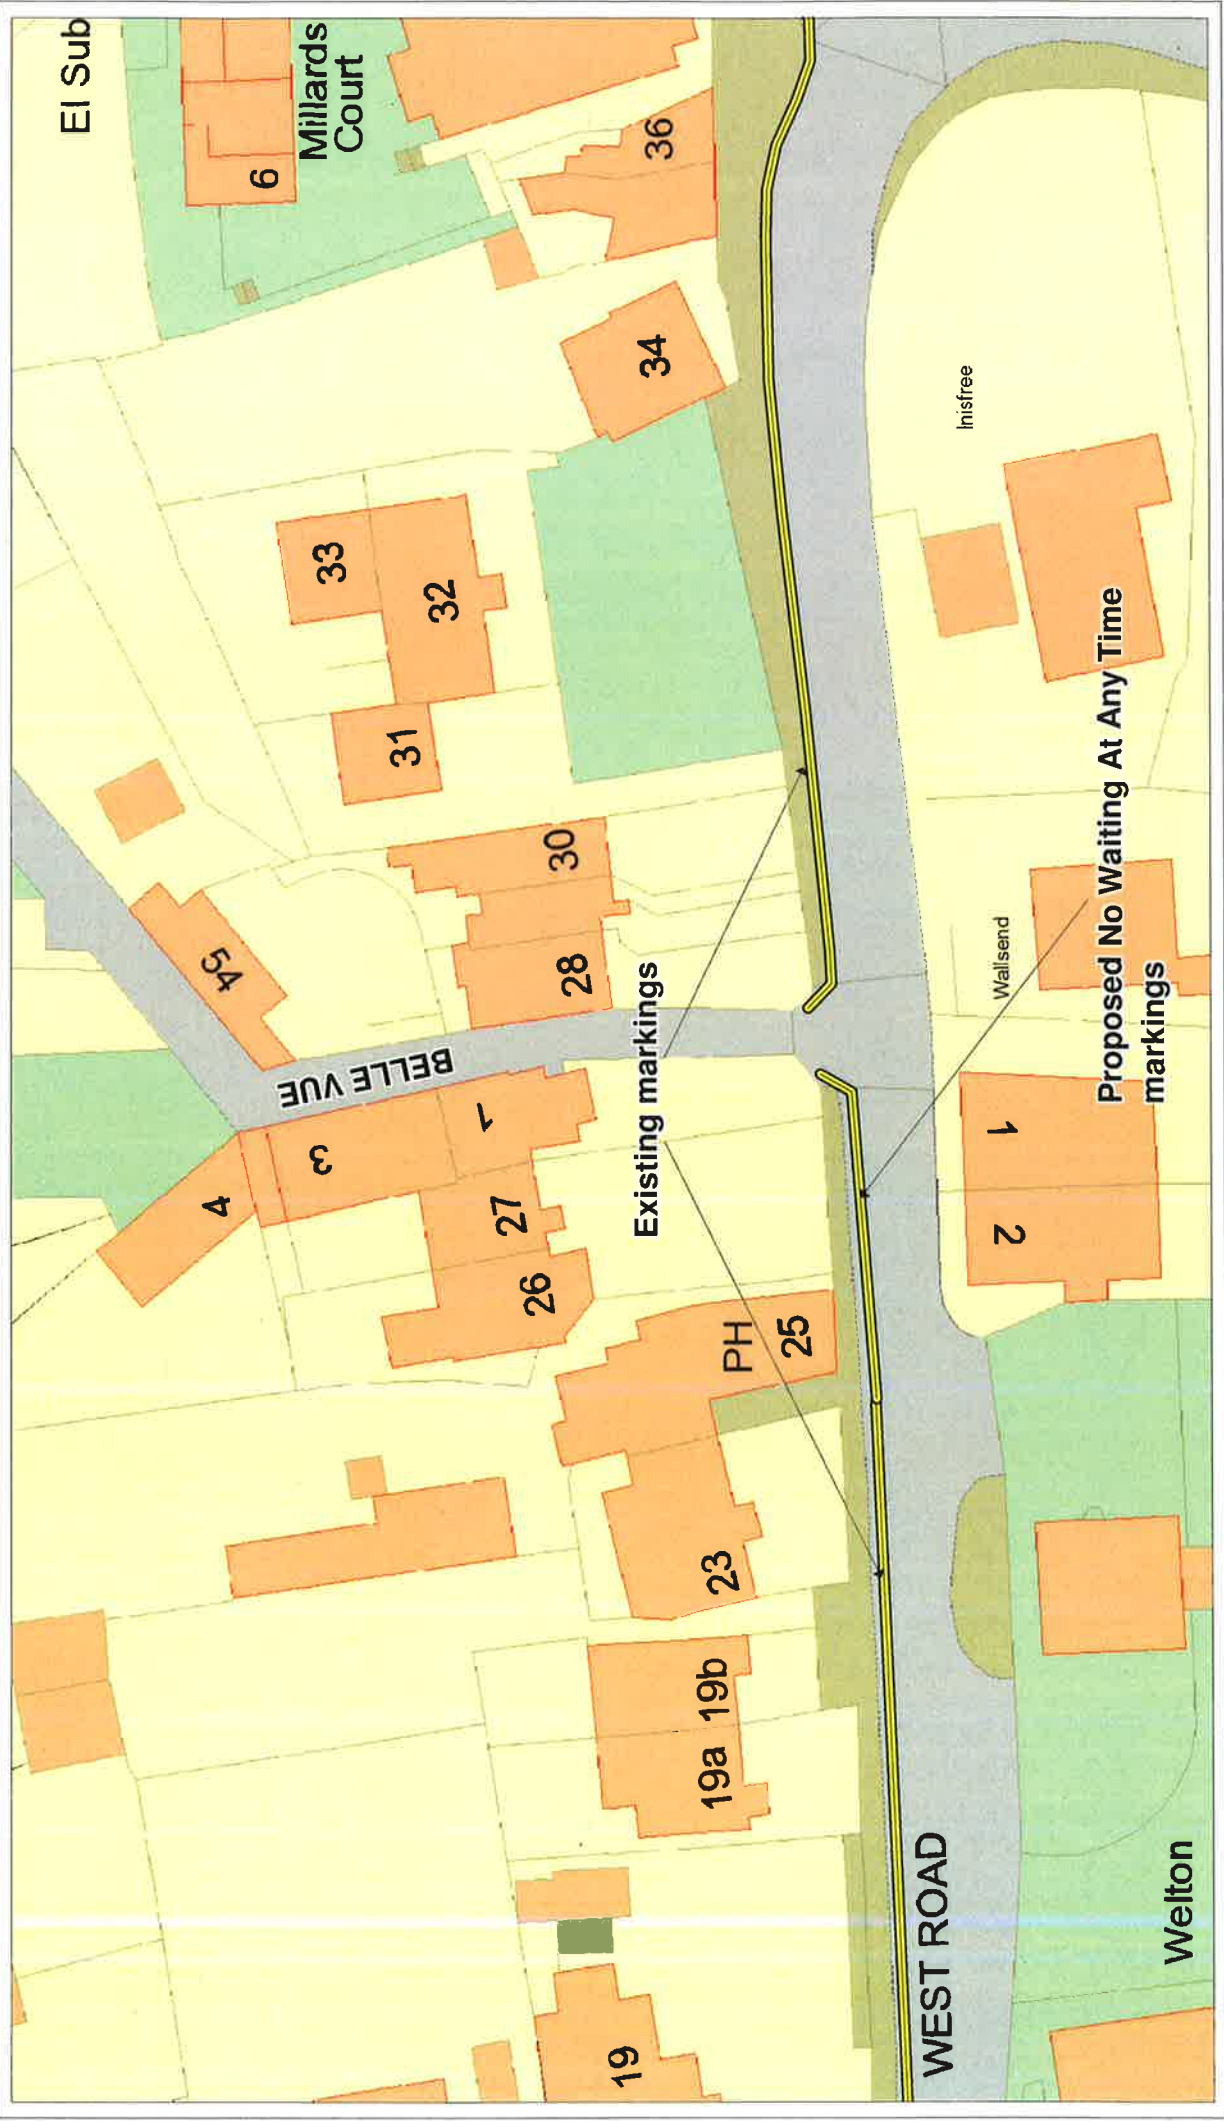 El Sub
6
Millards
Court
36
34
33
32
31
30
28
54
BELLE VUE
1
3
4
27
26
Existing markings
PH
25
23
19b
19a
19
Inisfree
Wallsend
Proposed No Waiting At Any Time
markings
1
2
WEST ROAD
Welton